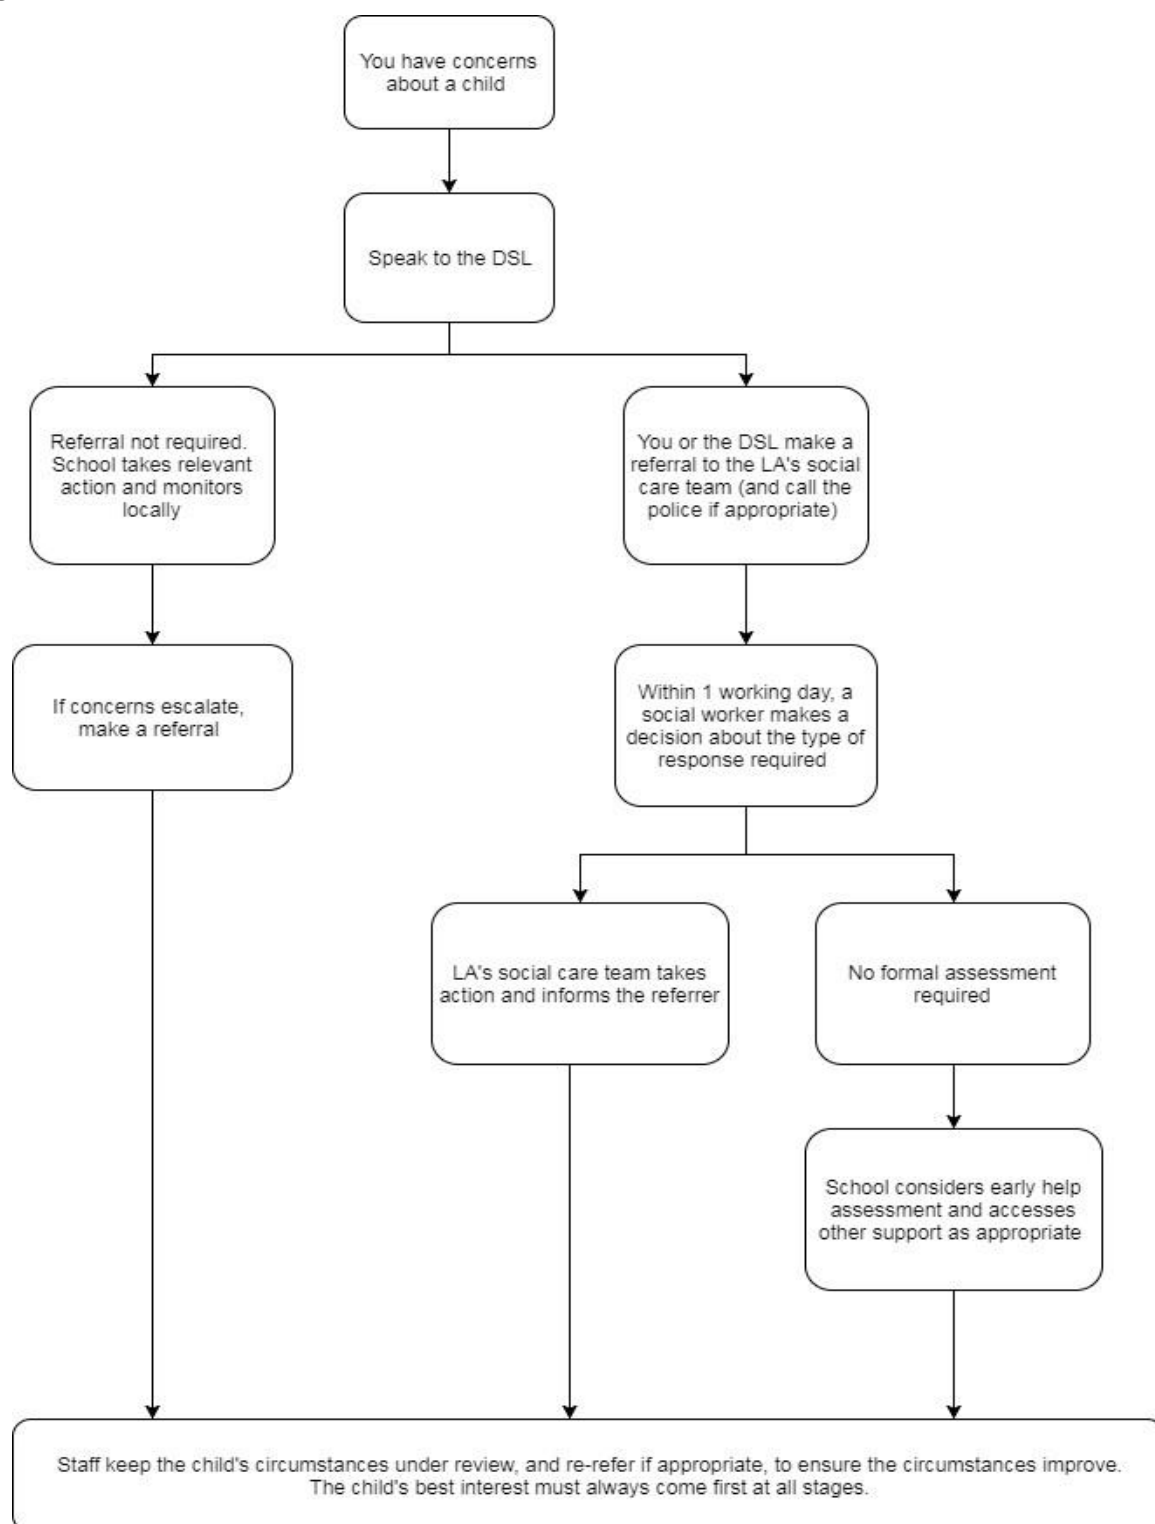 You have concerns
about a child
Speak to the DSL
Referral not required.
School takes relevant
action and monitors
locally
You or the DSL make a
referral to the LA's social
care team (and call the
police if appropriate)
If concerns escalate,
make a referral
Within 1 working day, a
social worker makes a
decision about the type of
response required
LA's social care team takes
action and informs the referrer
No formal assessment
required
School considers early help
assessment and accesses
other support as appropriate
Staff keep the child's circumstances under review, and re-refer if appropriate, to ensure the circumstances improve.
The child's best interest must always come first at all stages.